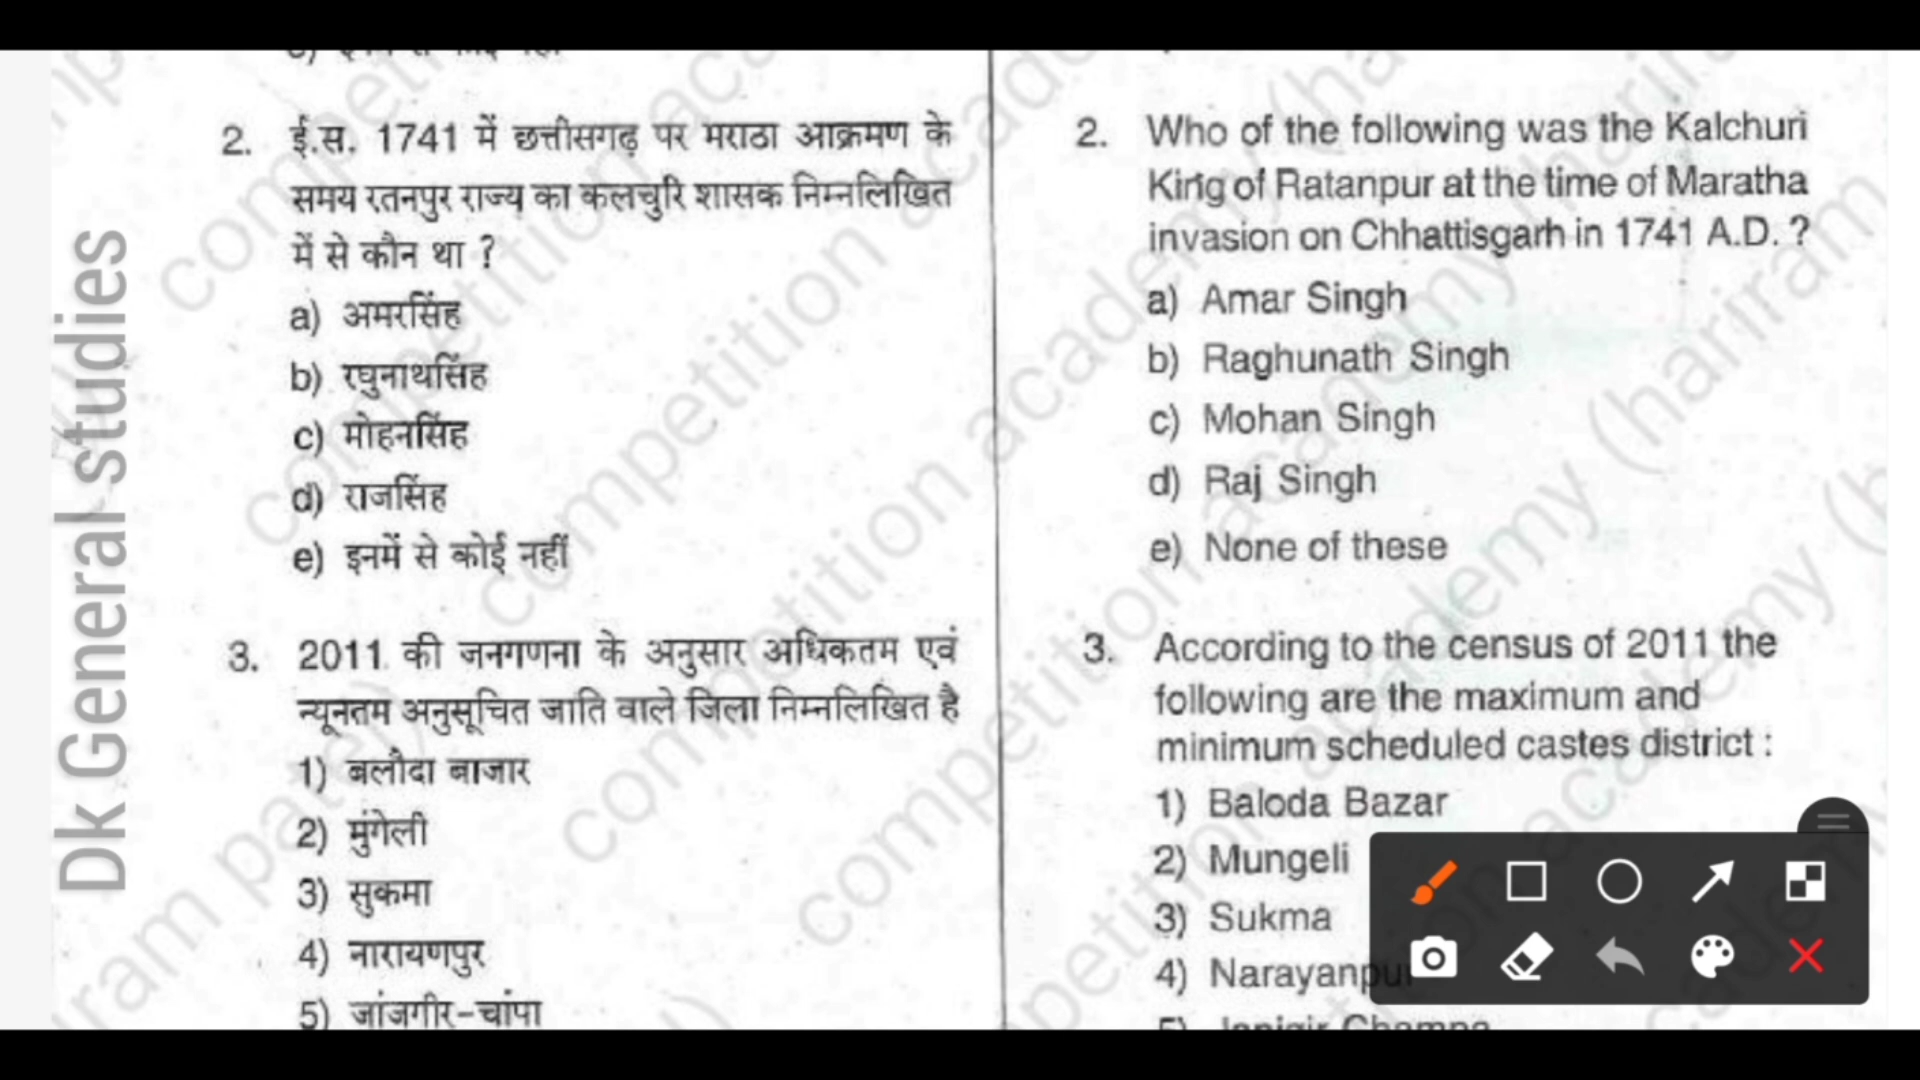 Dk General studies
2. ई.स. 1741 में छत्तीसगढ़ पर मराठा आक्रमण के
समय रतनपुर राज्य का कलचुरि शासक निम्नलिखित
में से कौन था ?
a) अमरसिंह
b) रघुनाथसिंह
c) मोहनसिंह
d) राजसिंह
e) इनमें से कोई नहीं
3. 2011 की जनगणना के अनुसार अधिकतम एवं
न्यूनतम अनुसूचित जाति वाले जिला निम्नलिखित है
1) बलौदा बाजार
2) मुंगेली
3) सुकमा
4) नारायणपुर
5) जांजगीर-चांपा
2. Who of the following was the Kalchuri
King of Ratanpur at the time of Maratha
invasion on Chhattisgarh in 1741 A.D. ?
a) Amar Singh
b) Raghunath Singh
c) Mohan Singh
d) Raj Singh
e) None of these
3. According to the census of 2011 the
following are the maximum and
minimum scheduled castes district :
1) Baloda Bazar
2) Mungeli
3) Sukma
4) Narayanpur
competition academy (hariram patel)